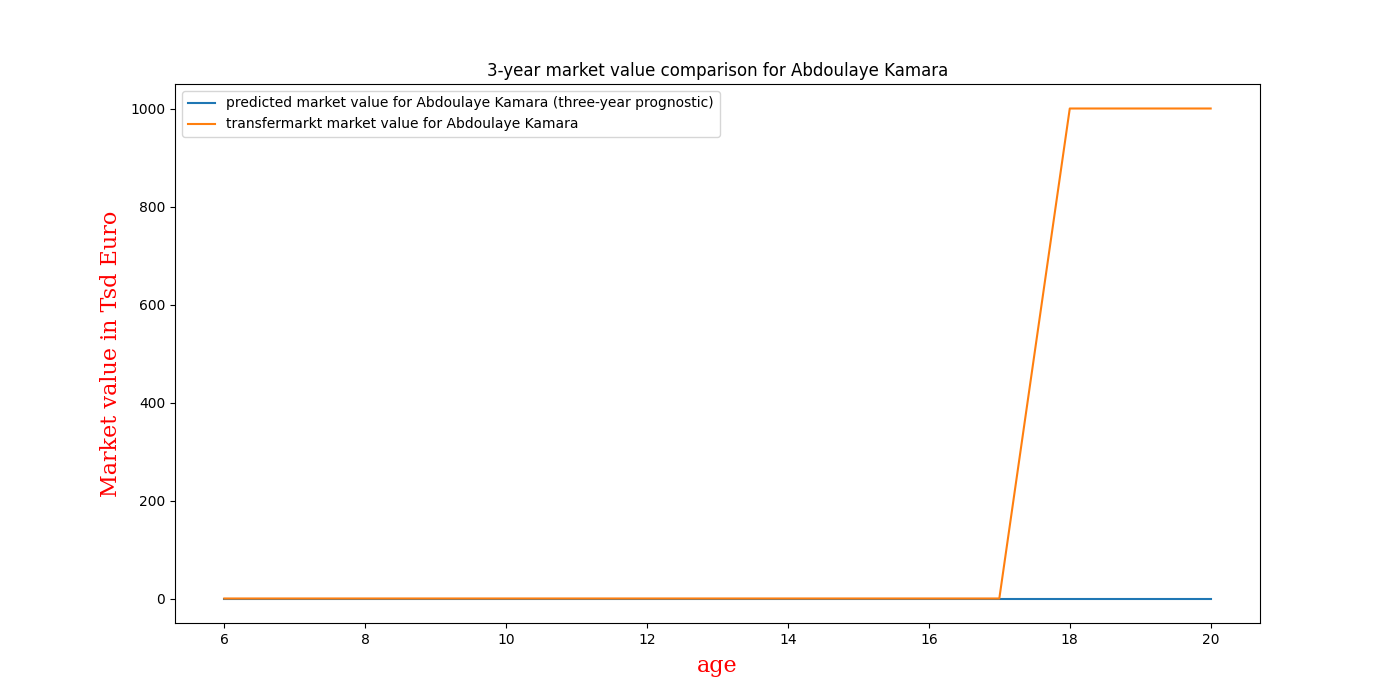 3-year market value comparison for Abdoulaye Kamara
predicted market value for Abdoulaye Kamara (three-year prognostic)
transfermarkt market value for Abdoulaye Kamara
Market value in Tsd Euro
1000
800
600
400
200
0
6 8 10 12 14 16 18 20
age